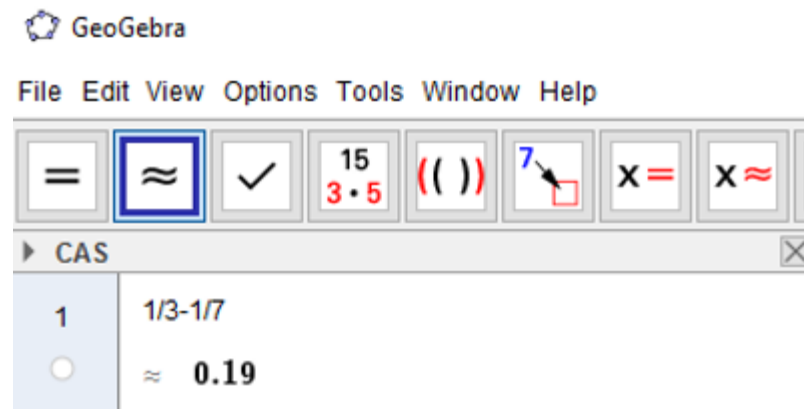 GeoGebra
File Edit View Options Tools Window Help
= ≈ ✓ 15 3·5 (( )) 7 x= x≈
CAS
1 1/3-1/7
≈ 0.19